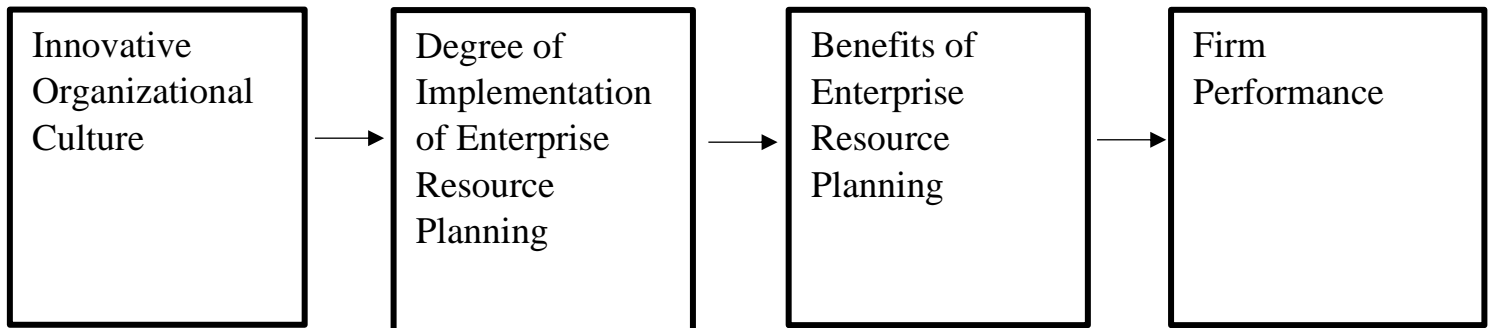 Innovative
Organizational
Culture
Degree of
Implementation
of Enterprise
Resource
Planning
Benefits of
Enterprise
Resource
Planning
Firm
Performance